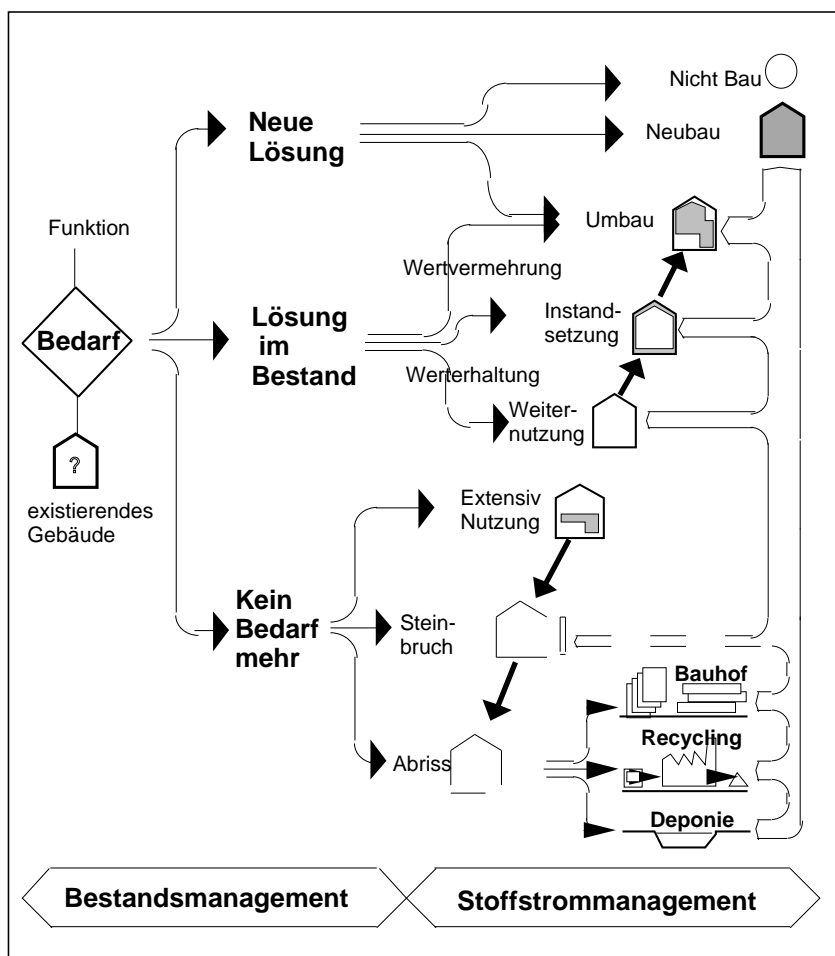 Nicht Bau
Neue
Lösung
Neubau
Funktion
Umbau
Wertvermehrung
Bedarf
Lösung
im
Bestand
Instand-
setzung
Werterhaltung
Weiter-
nutzung
?
existierendes
Gebäude
Extensiv
Nutzung
Kein
Bedarf
mehr
Stein-
bruch
Bauhof
Recycling
Abriss
Deponie
Bestandsmanagement
Stoffstrommanagement